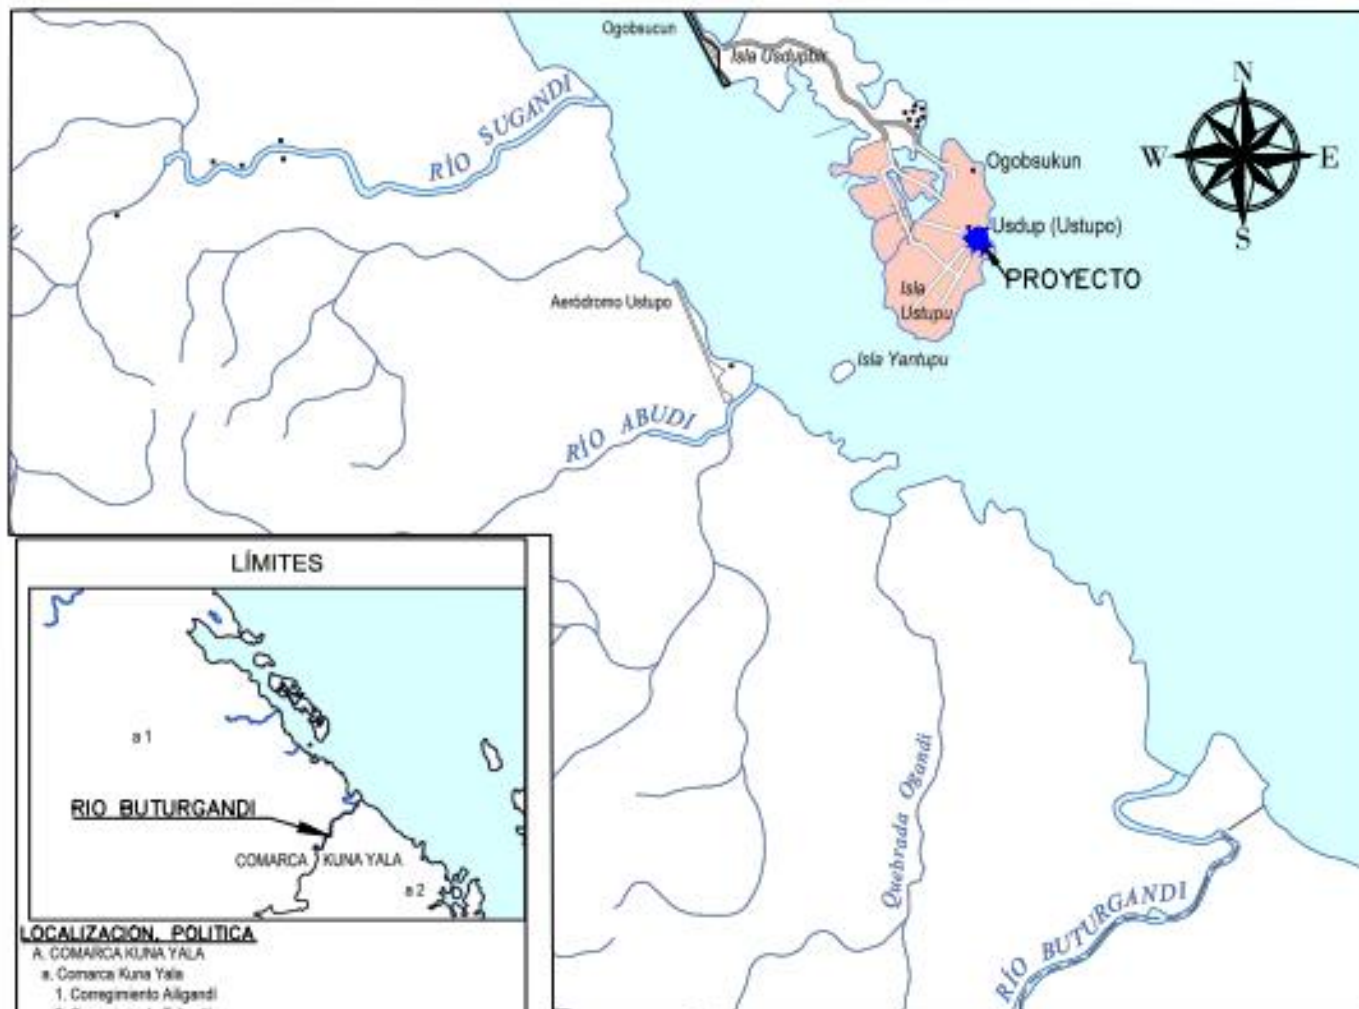 Ogobsucun
Isla Usdupbir
RÍO SUGANDI
N
W
E
S
Ogobsukun
Usdup (Ustupo)
PROYECTO
Isla
Ustupu
Aeródromo Ustupo
Isla Yantupu
RÍO ABUDI
LÍMITES
a 1
RIO BUTURGANDI
COMARCA KUNA YALA
a 2
Quebrada Ogandi
RÍO BUTURGANDI
LOCALIZACION, POLITICA
A. COMARCA KUNA YALA
a. Comarca Kuna Yala
1. Corregimiento Ailigandi